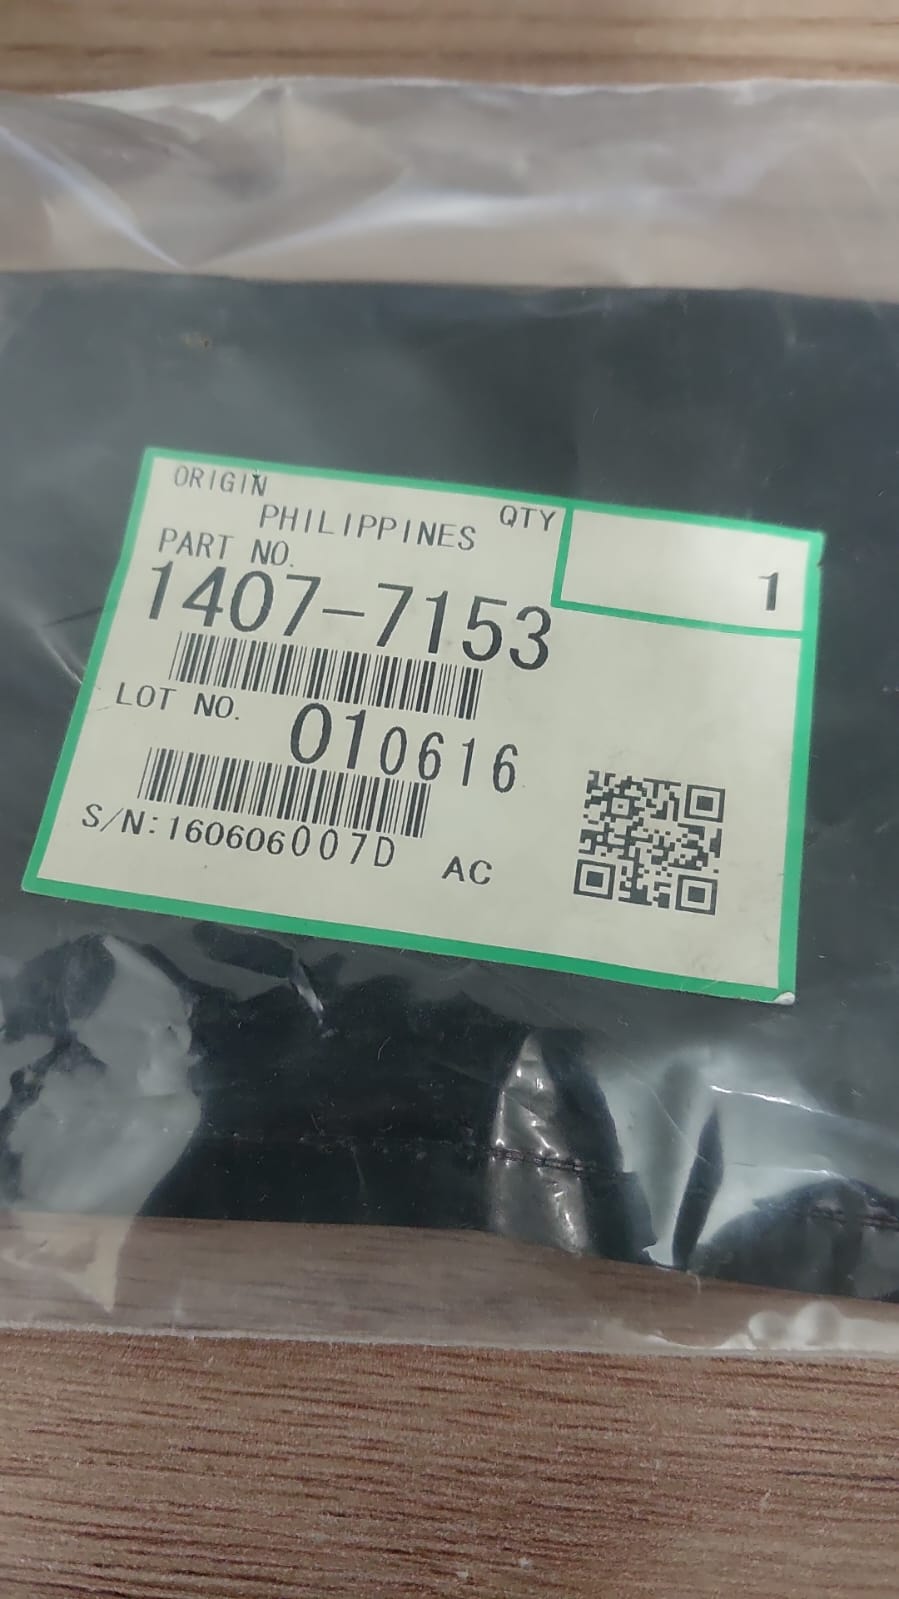 ORIGIN
PHILIPPINES
QTY
1
PART NO.
1407-7153
LOT NO.
010616
S/N:160606007D
AC